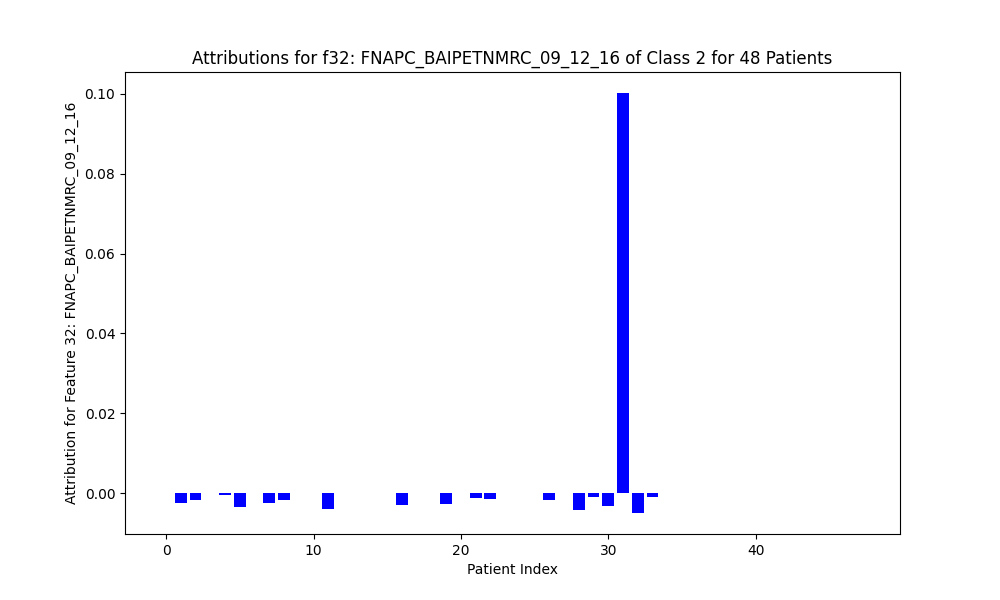 Attributions for f32: FNAPC_BAIPETNMRC_09_12_16 of Class 2 for 48 Patients
Attribution for Feature 32: FNAPC_BAIPETNMRC_09_12_16
0.10
0.08
0.06
0.04
0.02
0.00
0 10 20 30 40
Patient Index